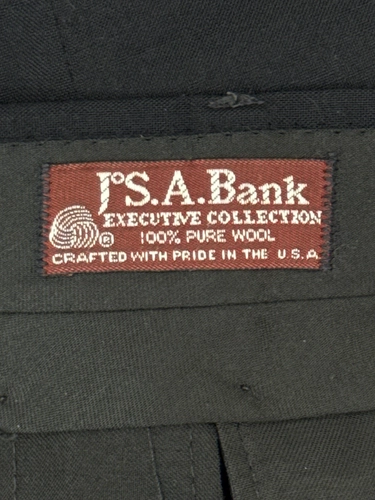 JoS.A.Bank
EXECUTIVE COLLECTION
®
100% PURE WOOL
CRAFTED WITH PRIDE IN THE U.S.A.